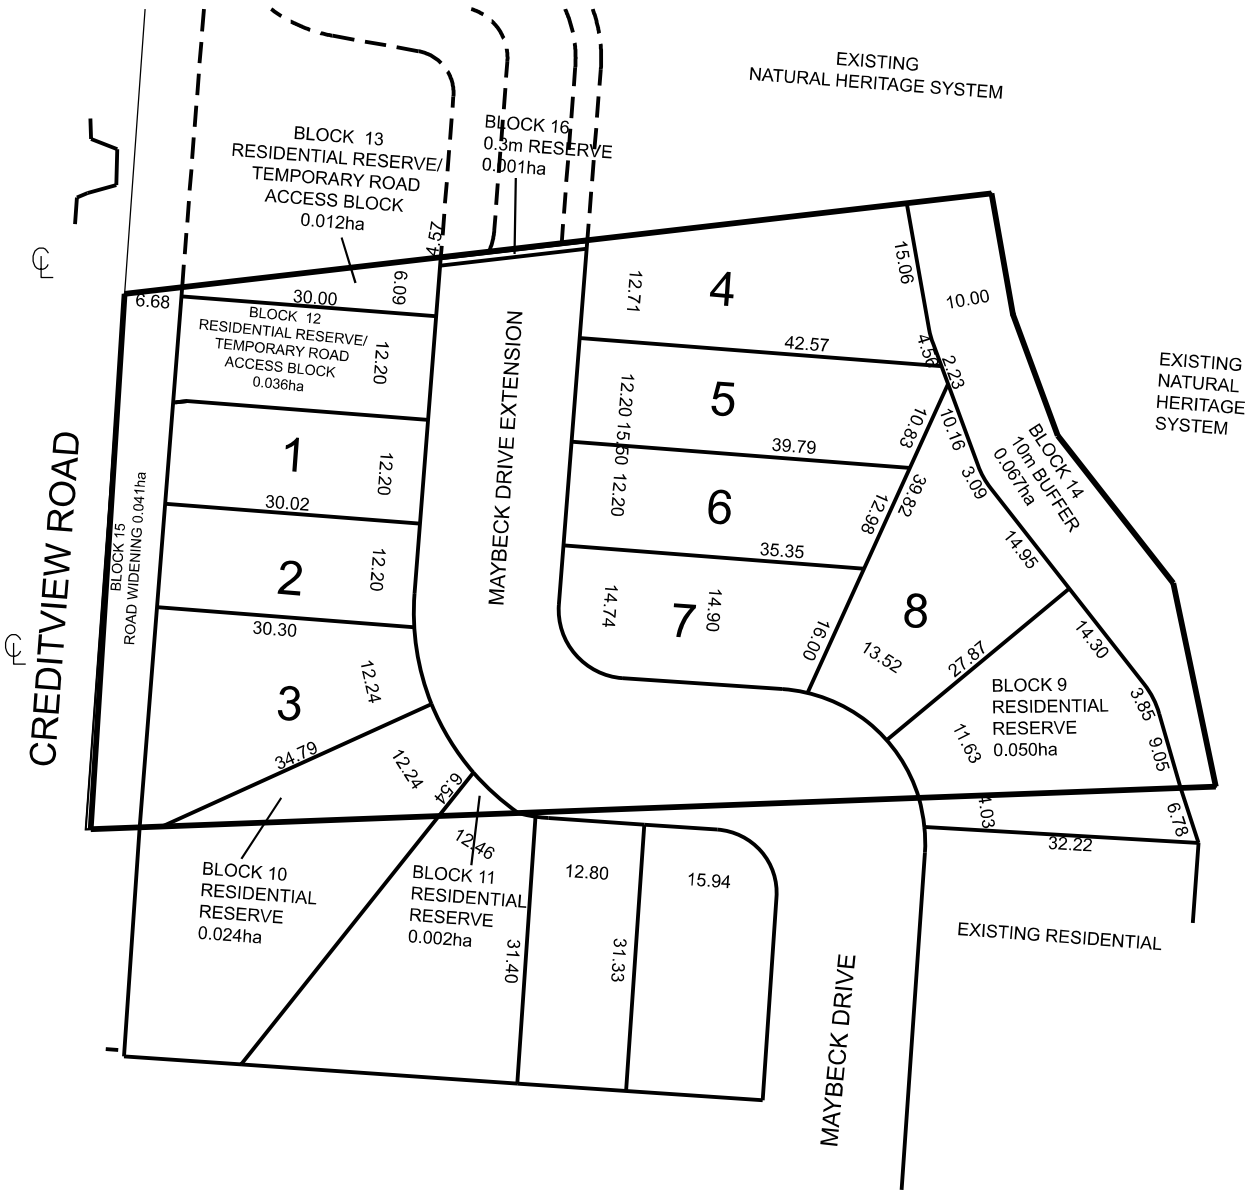 EXISTING
NATURAL HERITAGE SYSTEM
BLOCK 13
RESIDENTIAL RESERVE/
TEMPORARY ROAD
ACCESS BLOCK
0.012ha
BLOCK 16
0.3m RESERVE
0.001ha
4.57
6.09
6.68
30.00
BLOCK 12
RESIDENTIAL RESERVE/
TEMPORARY ROAD
ACCESS BLOCK
0.036ha
12.20
1
12.20
30.02
2
12.20
30.30
3
12.24
34.79
12.24
6.54
12.46
CREDITVIEW ROAD
BLOCK 15
ROAD WIDENING 0.041ha
MAYBECK DRIVE EXTENSION
4
12.71
15.06
10.00
42.57
4.56
2.23
5
12.20
15.50
39.79
10.83
10.16
3.09
6
12.20
12.98
39.82
35.35
7
14.74
14.90
16.00
8
13.52
14.95
27.87
BLOCK 14
10m BUFFER
0.067ha
EXISTING
NATURAL
HERITAGE
SYSTEM
14.30
3.85
9.05
6.78
BLOCK 9
RESIDENTIAL
RESERVE
0.050ha
11.63
4.03
32.22
BLOCK 10
RESIDENTIAL
RESERVE
0.024ha
BLOCK 11
RESIDENTIAL
RESERVE
0.002ha
12.80
15.94
31.40
31.33
EXISTING RESIDENTIAL
MAYBECK DRIVE